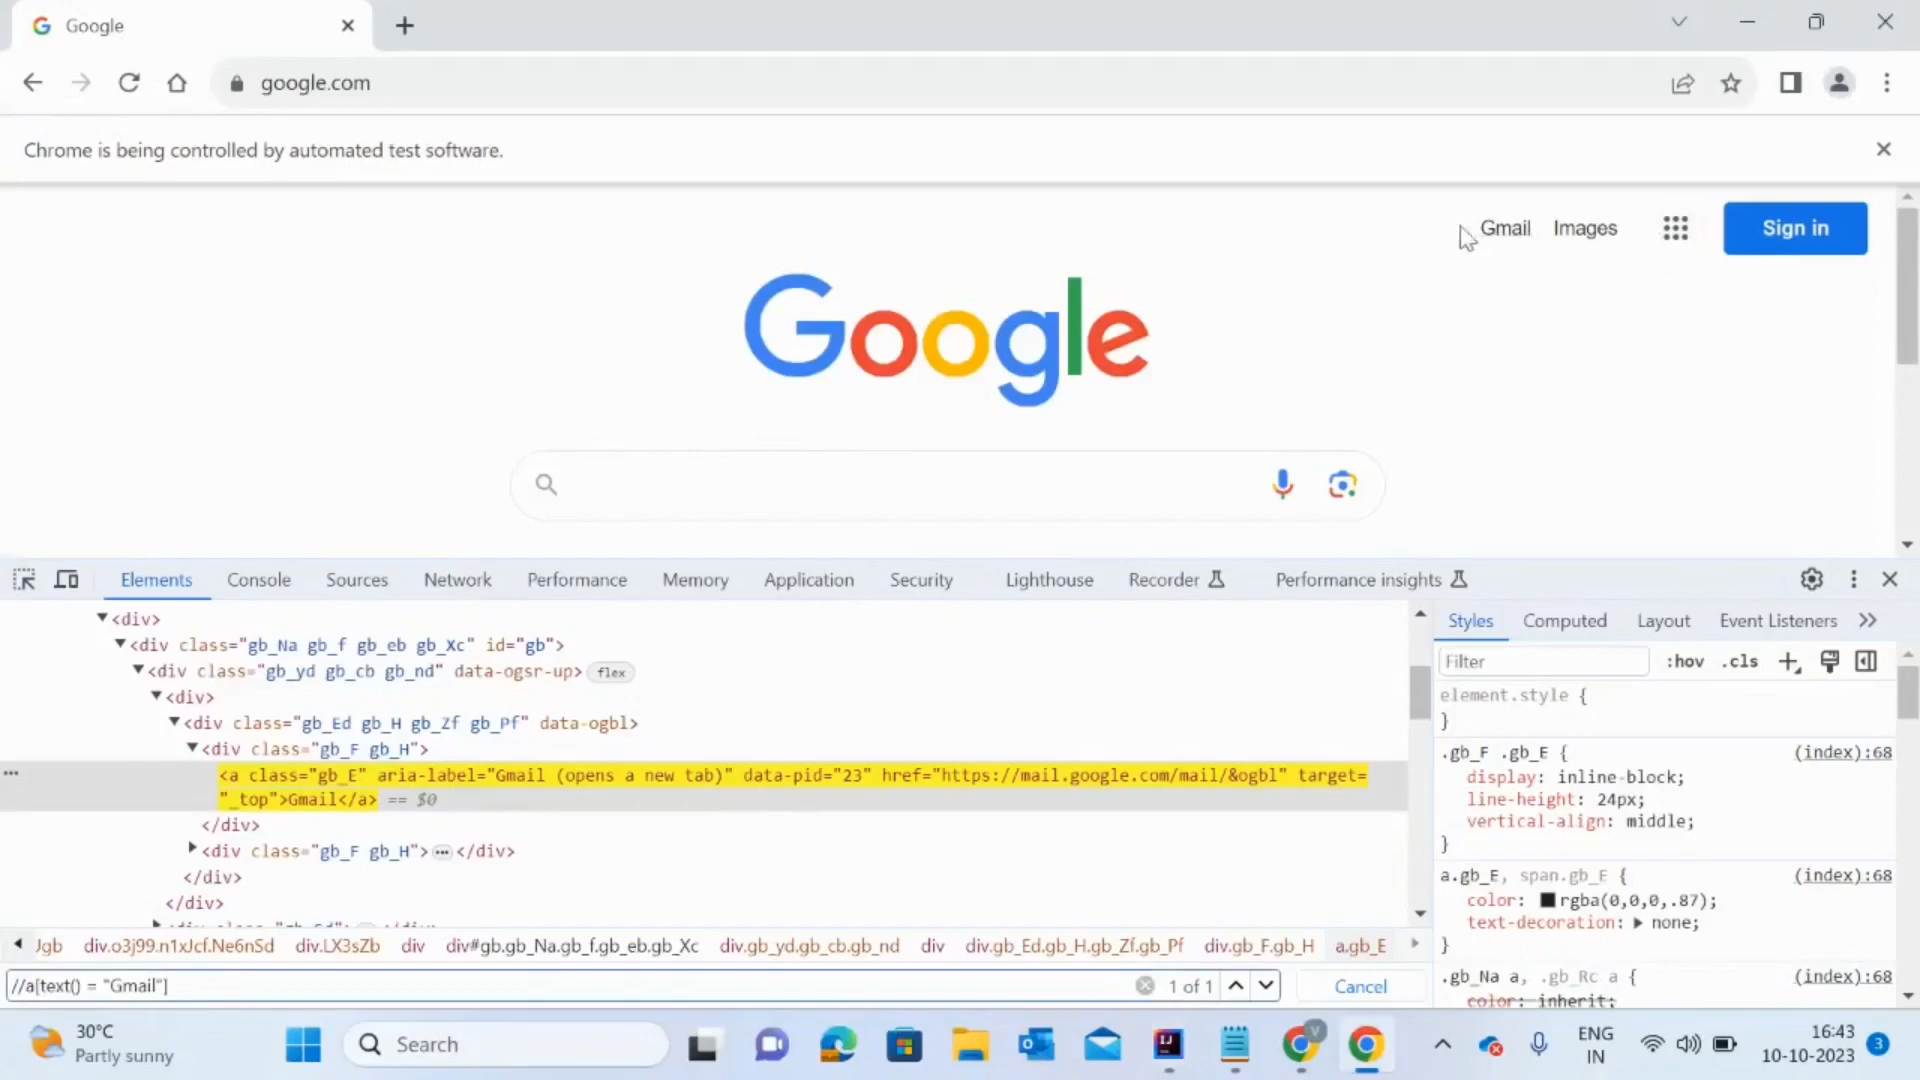 Google
google.com
Chrome is being controlled by automated test software.
Gmail Images Sign in
Google
Elements Console Sources Network Performance Memory Application Security Lighthouse Recorder Performance insights
<div>
<div class="gb_Na gb_f gb_eb gb_Xc" id="gb">
<div class="gb_yd gb_cb gb_nd" data-ogsr-up> flex
<div>
<div class="gb_Ed gb_H gb_Zf gb_Pf" data-ogbl>
<div class="gb_F gb_H">
<a class="gb_E" aria-label="Gmail (opens a new tab)" data-pid="23" href="https://mail.google.com/mail/&ogbl" target=
"_top">Gmail</a> == $0
</div>
<div class="gb_F gb_H"> … </div>
</div>
</div>
Jgb div.o3j99.n1xJcf.Ne6nSd div.LX3sZb div div#gb.gb_Na.gb_f.gb_eb.gb_Xc div.gb_yd.gb_cb.gb_nd div div.gb_Ed.gb_H.gb_Zf.gb_Pf div.gb_F.gb_H a.gb_E
//a[text() = "Gmail"] 1 of 1 Cancel
Styles Computed Layout Event Listeners
Filter :hov .cls
element.style {
}
.gb_F .gb_E { (index):68
display: inline-block;
line-height: 24px;
vertical-align: middle;
}
a.gb_E, span.gb_E { (index):68
color: rgba(0,0,0,.87);
text-decoration: none;
}
.gb_Na a, .gb_Rc a { (index):68
color: inherit;
30°C
Partly sunny
Search
V
IJ
ENG
IN
16:43
10-10-2023
3